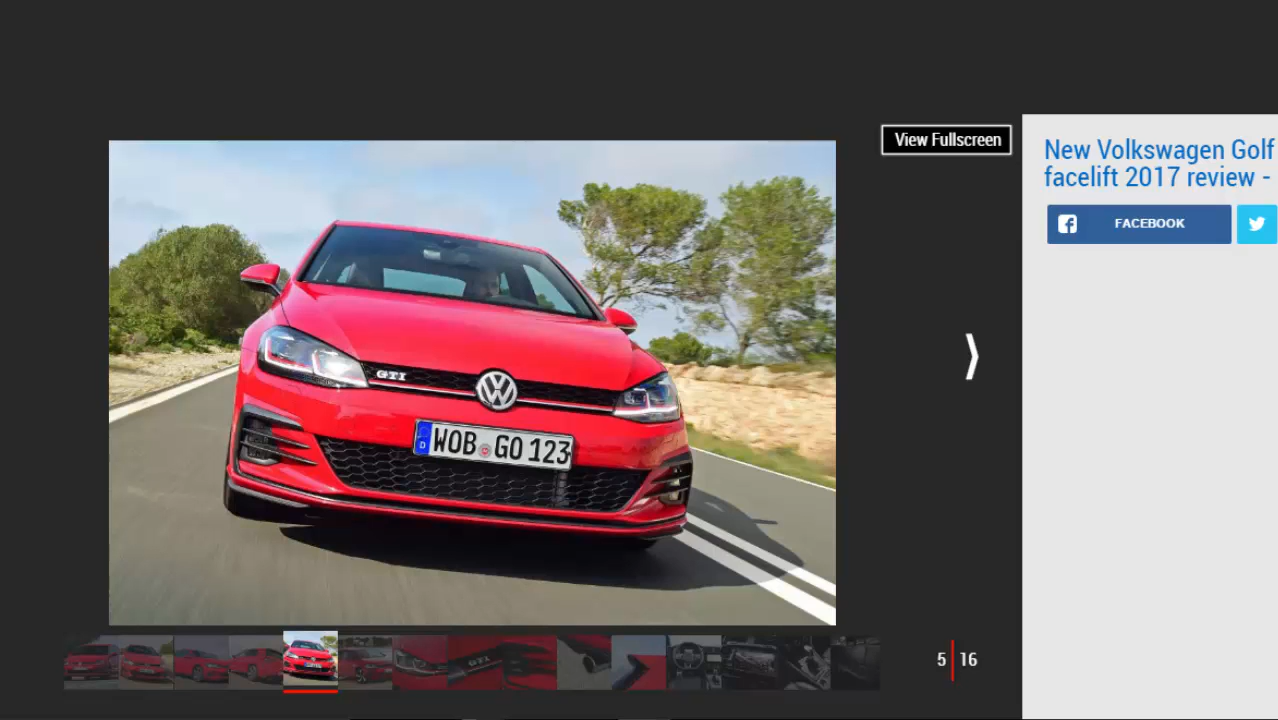 View Fullscreen
New Volkswagen Golf
facelift 2017 review -
FACEBOOK
GTI
WOB GO 123
D
5 16